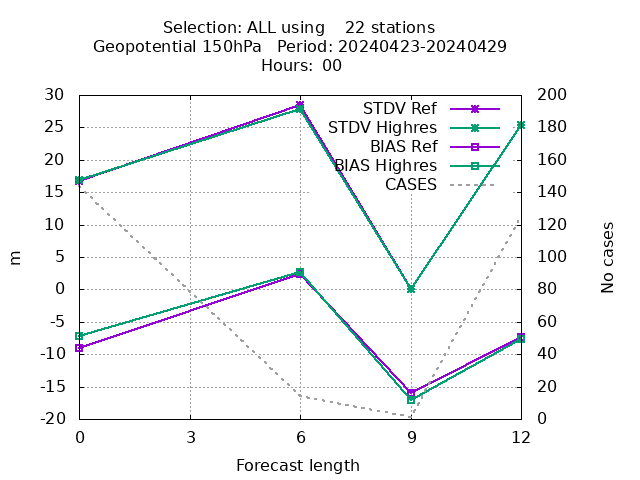 Selection: ALL using 22 stations
Geopotential 150hPa Period: 20240423-20240429
Hours: 00
30
25
20
15
10
5
0
-5
-10
-15
-20
m
STDV Ref
STDV Highres
BIAS Ref
BIAS Highres
CASES
200
180
160
140
120
100
80
60
40
20
0
No cases
0 3 6 9 12
Forecast length